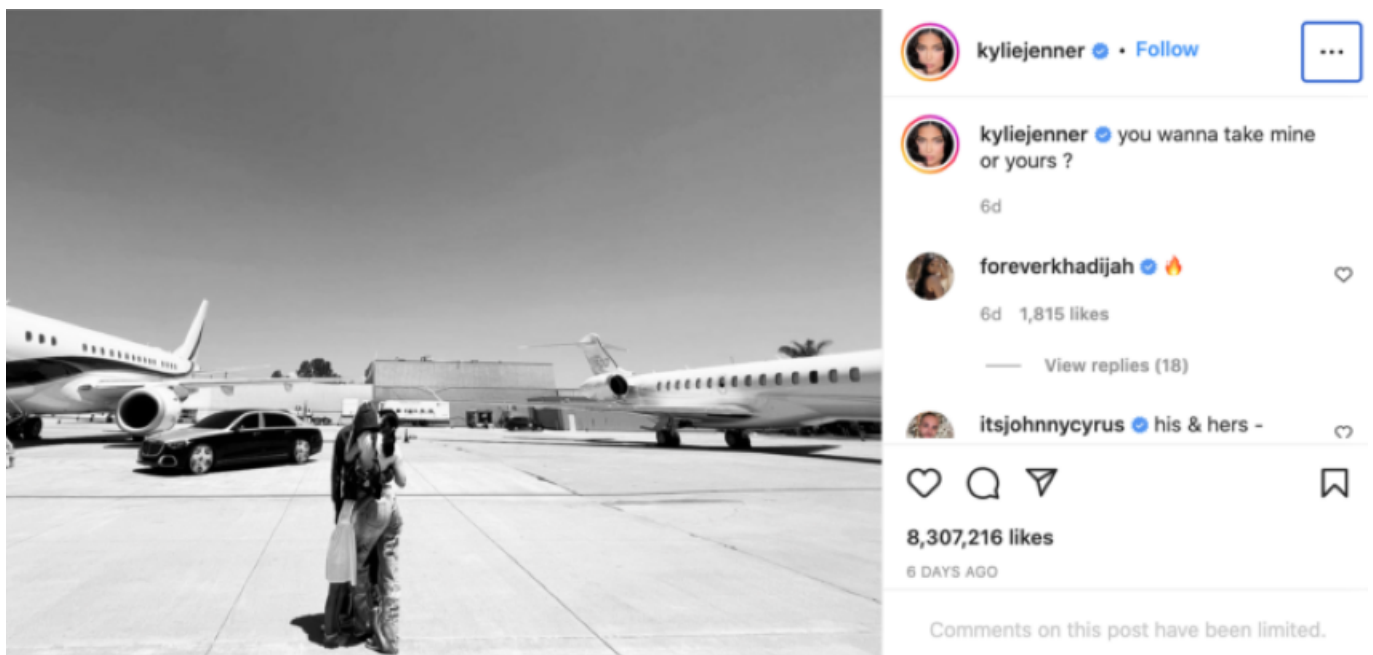 kyliejenner • Follow
kyliejenner you wanna take mine
or yours ?
6d
foreverkhadijah 🔥
6d 1,815 likes
View replies (18)
itsjohnnycyrus his & hers -
8,307,216 likes
6 DAYS AGO
Comments on this post have been limited.